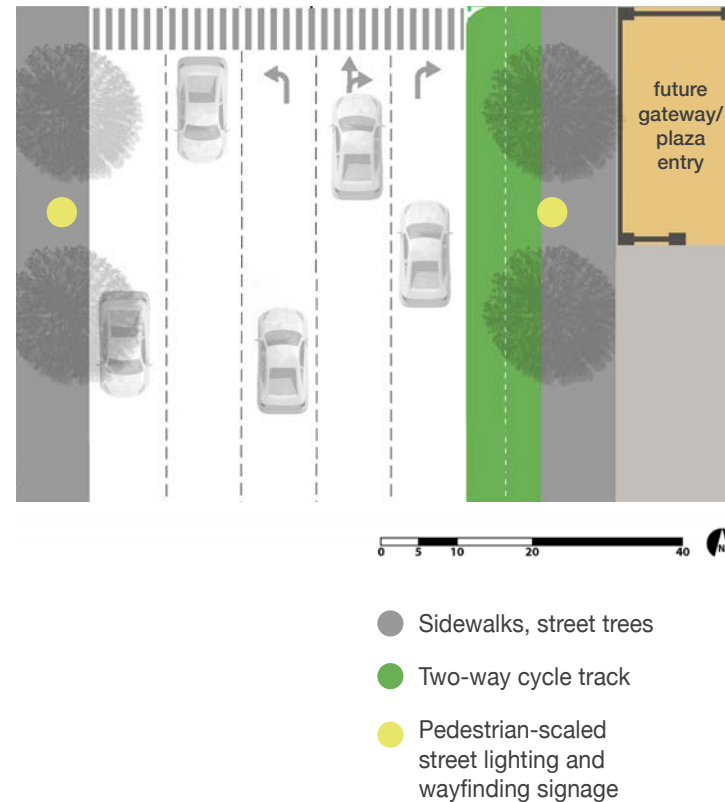 future
gateway/
plaza
entry
0 5 10 20 40 N
Sidewalks, street trees
Two-way cycle track
Pedestrian-scaled
street lighting and
wayfinding signage